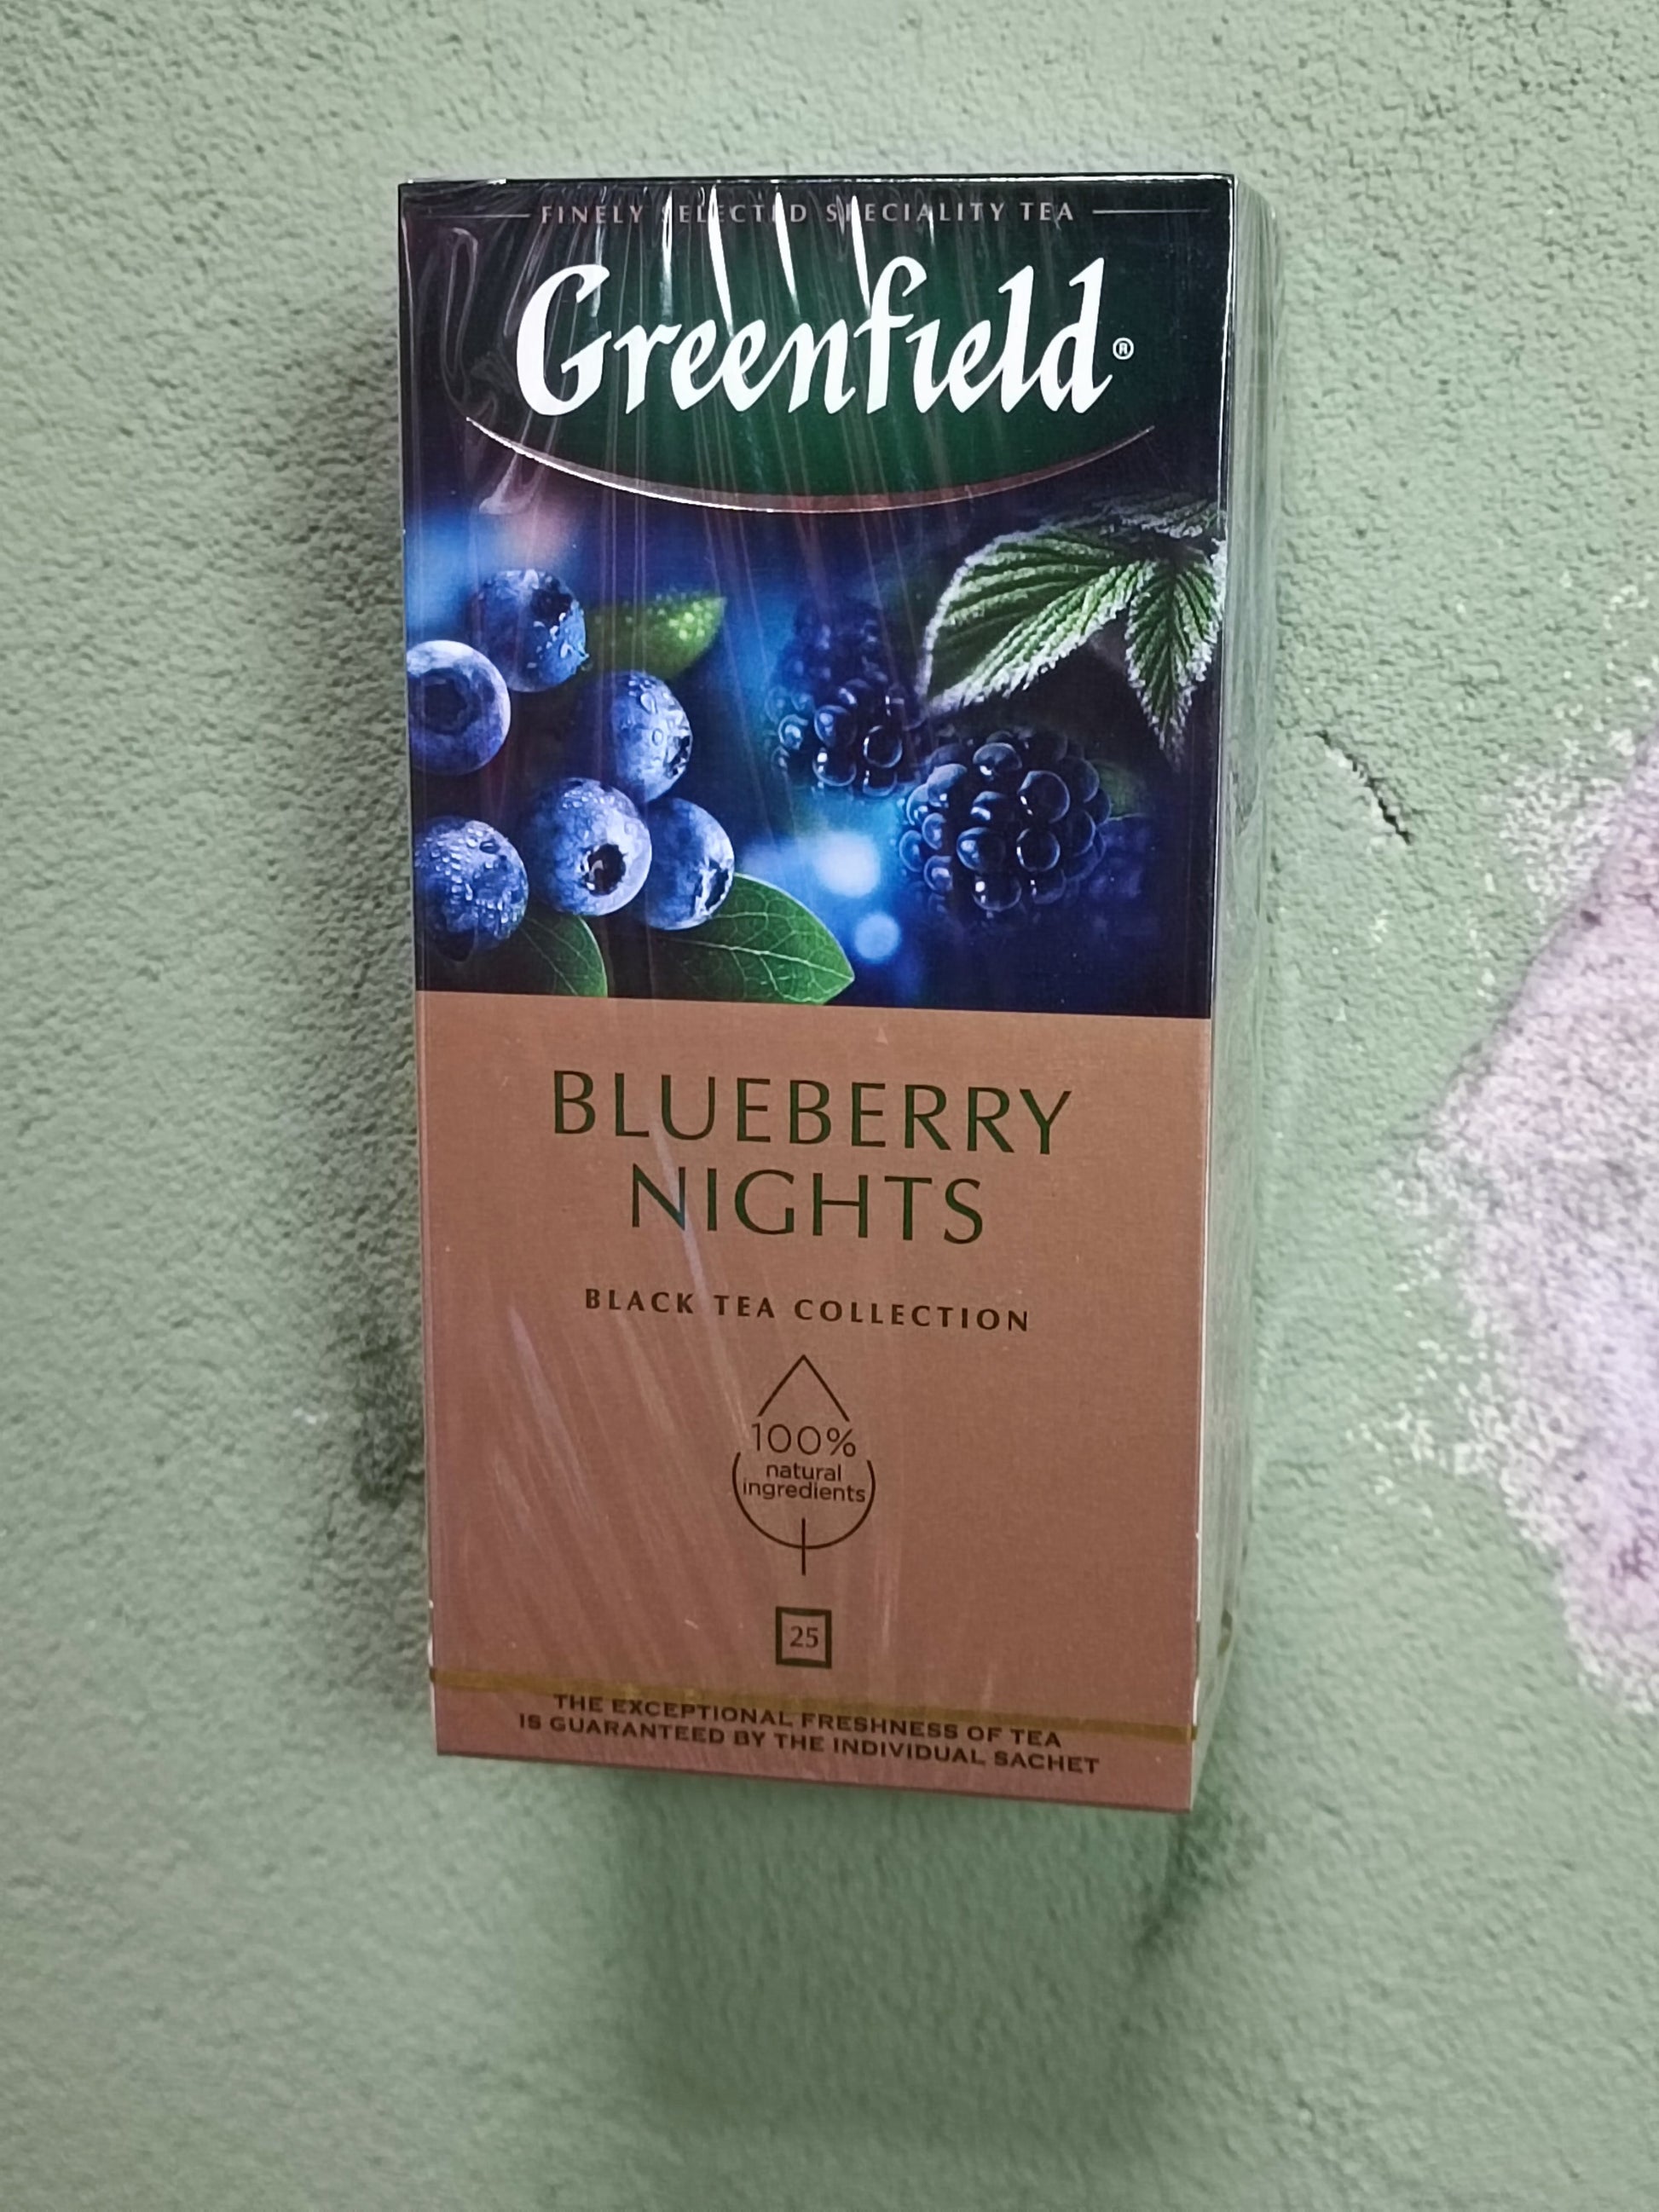 FINELY SELECTED SPECIALITY TEA
Greenfield®
BLUEBERRY
NIGHTS
BLACK TEA COLLECTION
100%
natural
ingredients
25
THE EXCEPTIONAL FRESHNESS OF TEA
IS GUARANTEED BY THE INDIVIDUAL SACHET